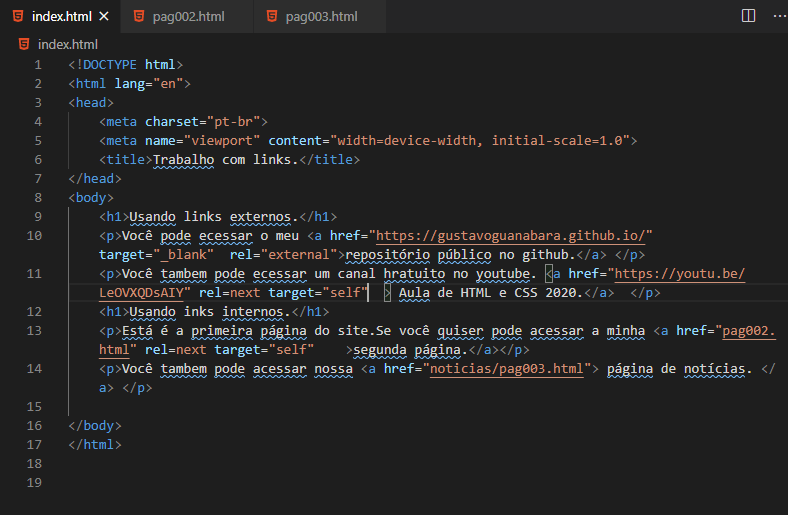 index.html × pag002.html pag003.html ...
index.html
1 <!DOCTYPE html>
2 <html lang="en">
3 <head>
4 <meta charset="pt-br">
5 <meta name="viewport" content="width=device-width, initial-scale=1.0">
6 <title>Trabalho com links.</title>
7 </head>
8 <body>
9 <h1>Usando links externos.</h1>
10 <p>Você pode ecessar o meu <a href="https://gustavoguanabara.github.io/"
target="_blank" rel="external">repositório público no github.</a> </p>
11 <p>Você tambem pode ecessar um canal hratuito no youtube. <a href="https://youtu.be/
LeOVXQDsAIY" rel=next target="self" > Aula de HTML e CSS 2020.</a> </p>
12 <h1>Usando inks internos.</h1>
13 <p>Está é a primeira página do site.Se você quiser pode acessar a minha <a href="pag002.
html" rel=next target="self" >segunda página.</a></p>
14 <p>Você tambem pode acessar nossa <a href="noticias/pag003.html"> página de notícias. </
a> </p>
15
16 </body>
17 </html>
18
19